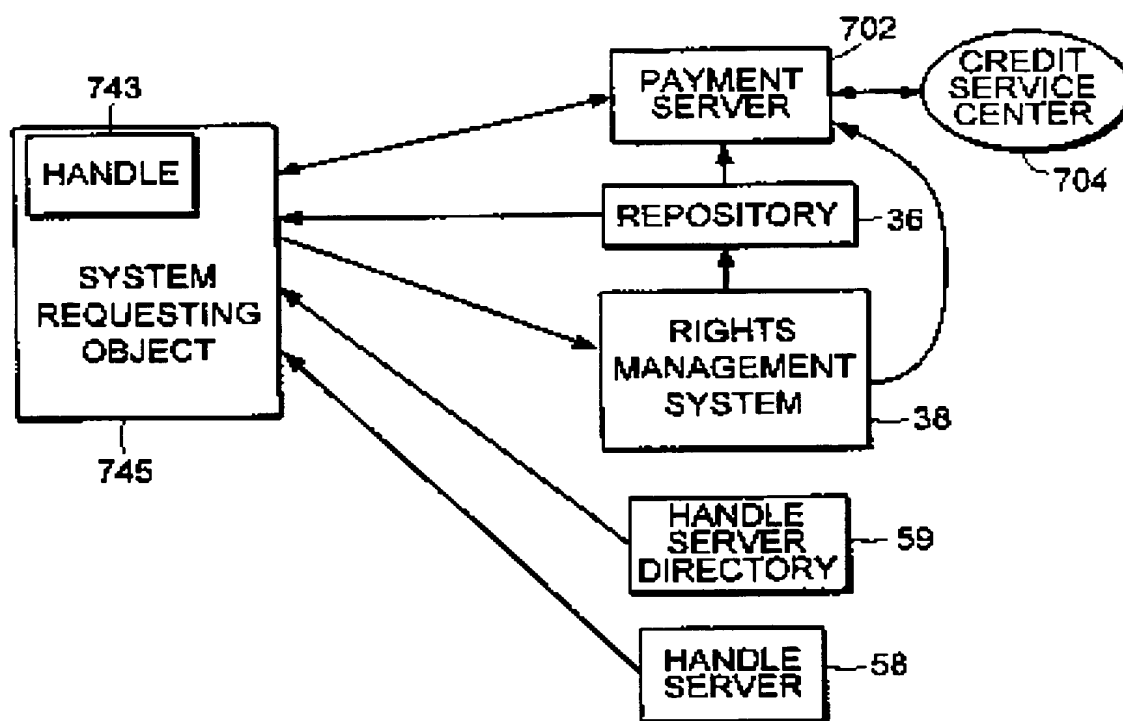 702
PAYMENT
SERVER
CREDIT
SERVICE
CENTER
704
743
HANDLE
SYSTEM
REQUESTING
OBJECT
745
REPOSITORY
36
RIGHTS
MANAGEMENT
SYSTEM
38
HANDLE
SERVER
DIRECTORY
59
HANDLE
SERVER
58